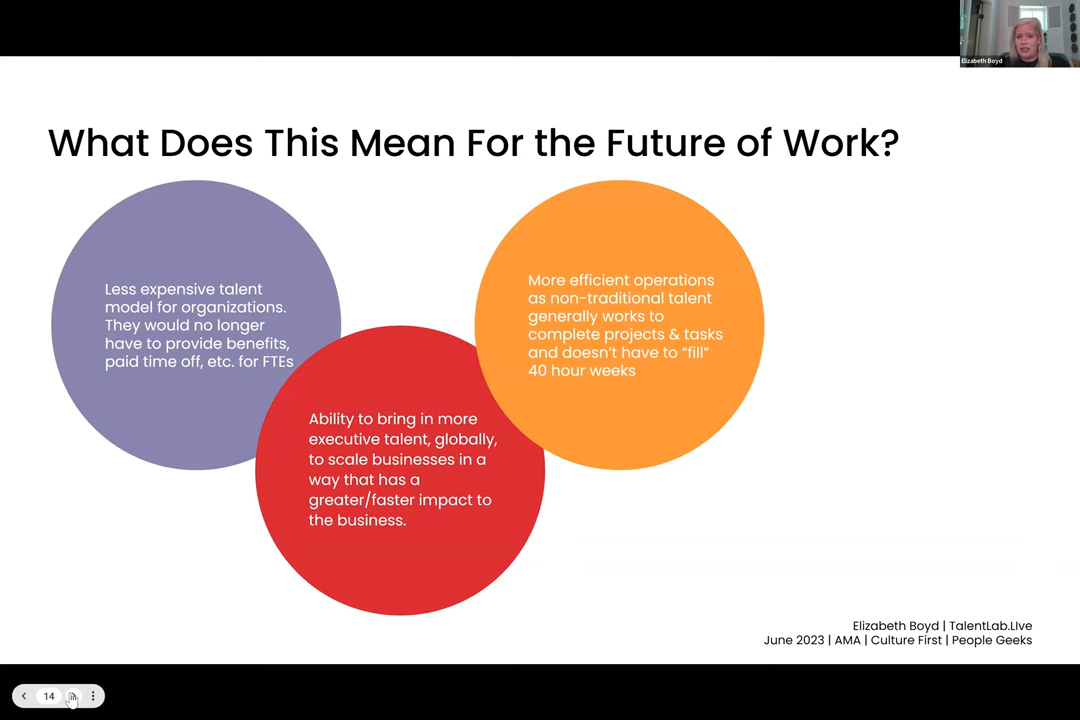 Elizabeth Boyd
What Does This Mean For the Future of Work?
Less expensive talent
model for organizations.
They would no longer
have to provide benefits,
paid time off, etc. for FTEs
Ability to bring in more
executive talent, globally,
to scale businesses in a
way that has a
greater/faster impact to
the business.
More efficient operations
as non-traditional talent
generally works to
complete projects & tasks
and doesn't have to “fill”
40 hour weeks
Elizabeth Boyd | TalentLab.LIve
June 2023 | AMA | Culture First | People Geeks
14